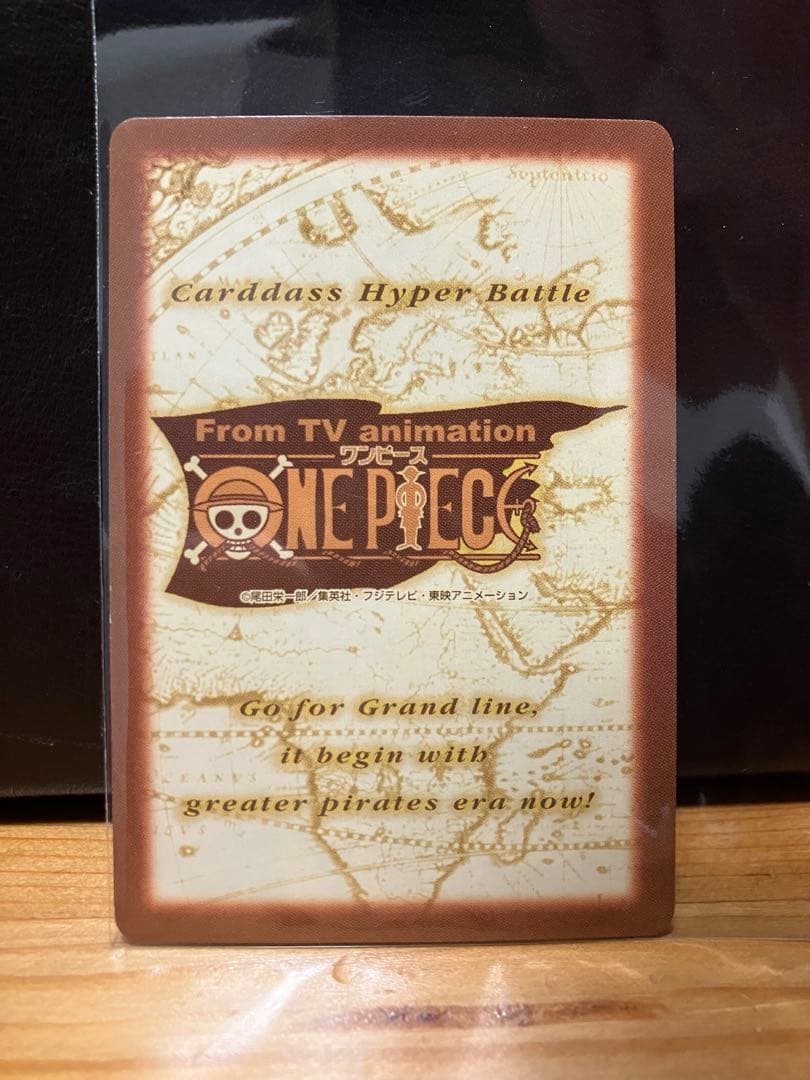 Septentrio
Carddass Hyper Battle
From TV animation
ワンピース
ONE PIECE
©尾田栄一郎／集英社・フジテレビ・東映アニメーション
Go for Grand line,
it begin with
greater pirates era now!